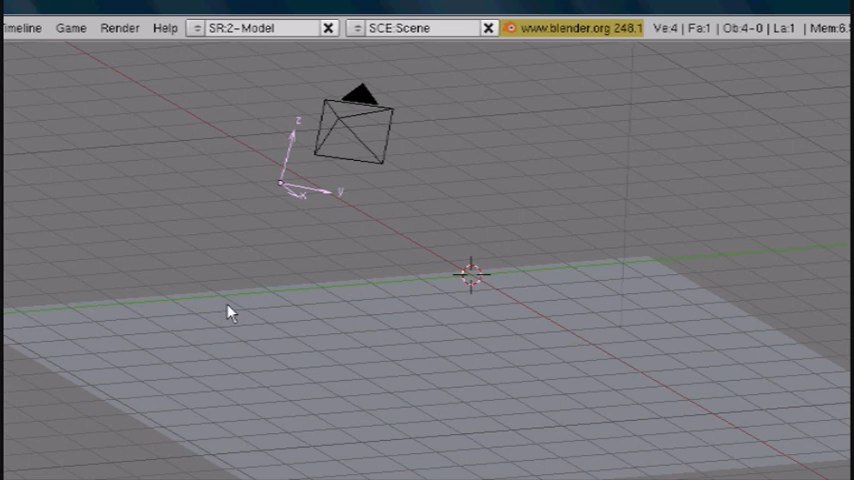 Timeline Game Render Help SR:2-Model SCE:Scene www.blender.org 248.1 Ve:4 | Fa:1 | Ob:4-0 | La:1 | Mem:6.
z
y
x